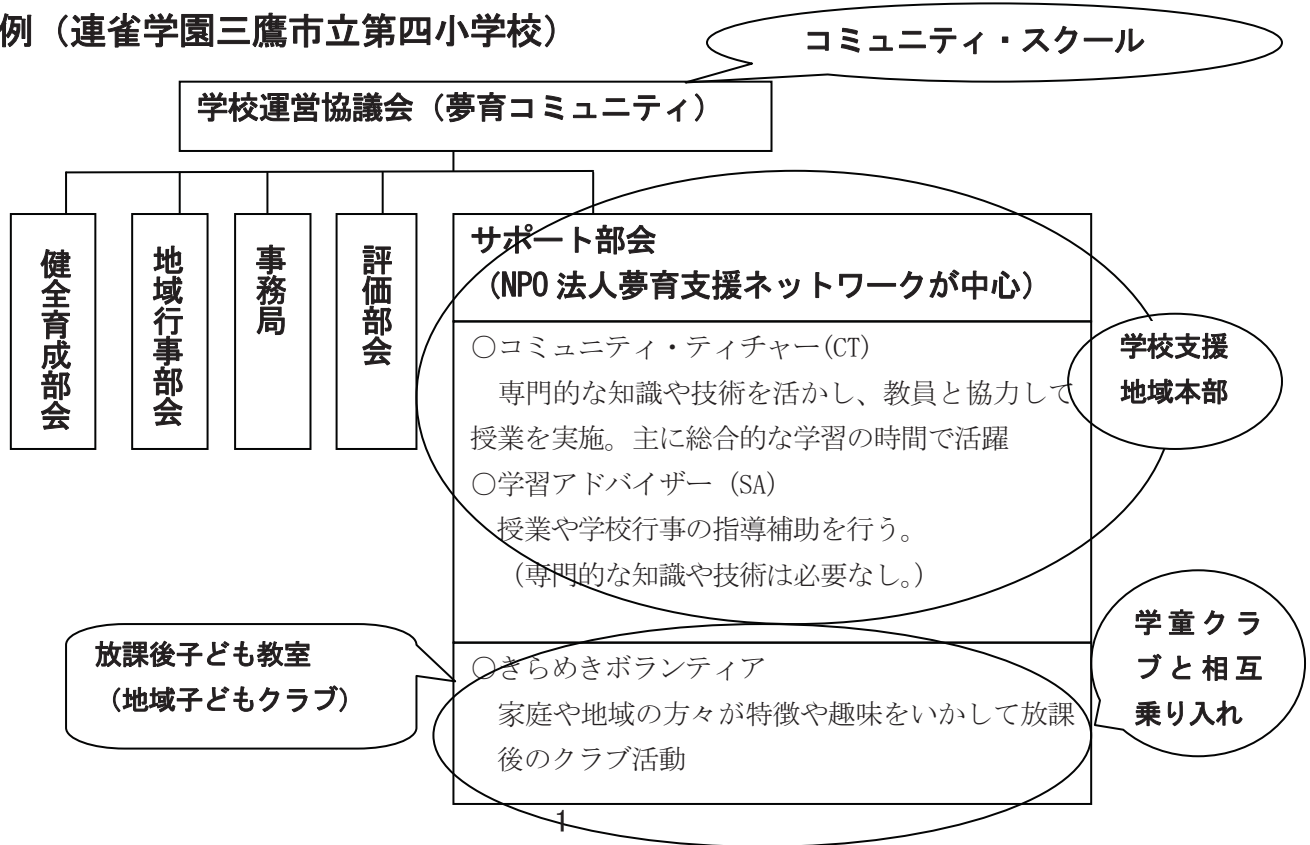 例（連雀学園三鷹市立第四小学校）
コミュニティ・スクール
学校運営協議会（夢育コミュニティ）
健全育成部会
地域行事部会
事務局
評価部会
サポート部会
（NPO法人夢育支援ネットワークが中心）
○コミュニティ・ティチャー(CT)
専門的な知識や技術を活かし、教員と協力して
授業を実施。主に総合的な学習の時間で活躍
○学習アドバイザー（SA）
授業や学校行事の指導補助を行う。
（専門的な知識や技術は必要なし。）
学校支援
地域本部
放課後子ども教室
（地域子どもクラブ）
○きらめきボランティア
家庭や地域の方々が特徴や趣味をいかして放課
後のクラブ活動
学童クラ
ブと相互
乗り入れ
1